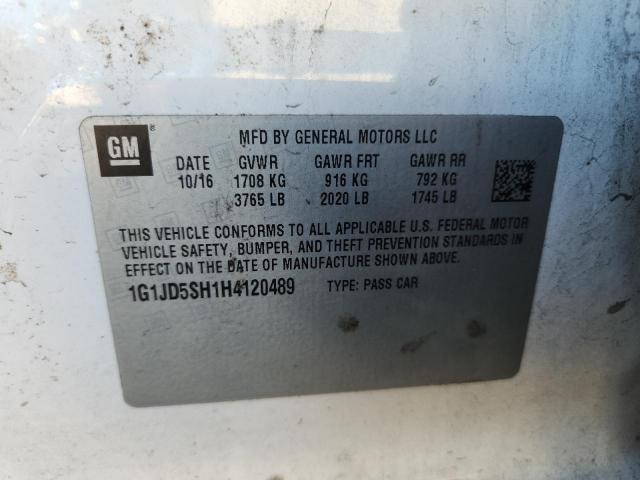 GM ®
MFD BY GENERAL MOTORS LLC
DATE GVWR GAWR FRT GAWR RR
10/16 1708 KG 916 KG 792 KG
3765 LB 2020 LB 1745 LB
THIS VEHICLE CONFORMS TO ALL APPLICABLE U.S. FEDERAL MOTOR
VEHICLE SAFETY, BUMPER, AND THEFT PREVENTION STANDARDS IN
EFFECT ON THE DATE OF MANUFACTURE SHOWN ABOVE.
1G1JD5SH1H4120489 TYPE: PASS CAR